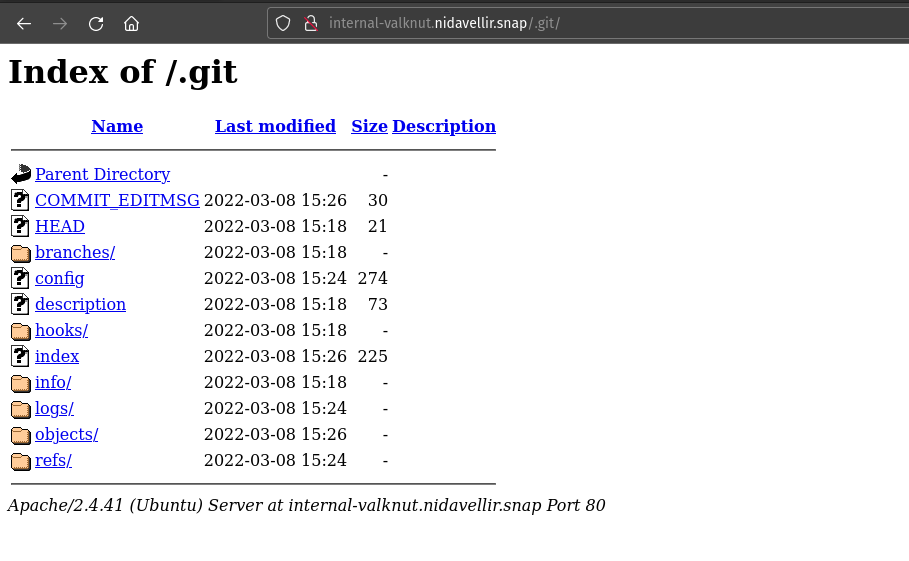 internal-valknut.nidavellir.snap/.git/
Index of /.git
Name Last modified Size Description
Parent Directory -
COMMIT_EDITMSG 2022-03-08 15:26 30
HEAD 2022-03-08 15:18 21
branches/ 2022-03-08 15:18 -
config 2022-03-08 15:24 274
description 2022-03-08 15:18 73
hooks/ 2022-03-08 15:18 -
index 2022-03-08 15:26 225
info/ 2022-03-08 15:18 -
logs/ 2022-03-08 15:24 -
objects/ 2022-03-08 15:26 -
refs/ 2022-03-08 15:24 -
Apache/2.4.41 (Ubuntu) Server at internal-valknut.nidavellir.snap Port 80